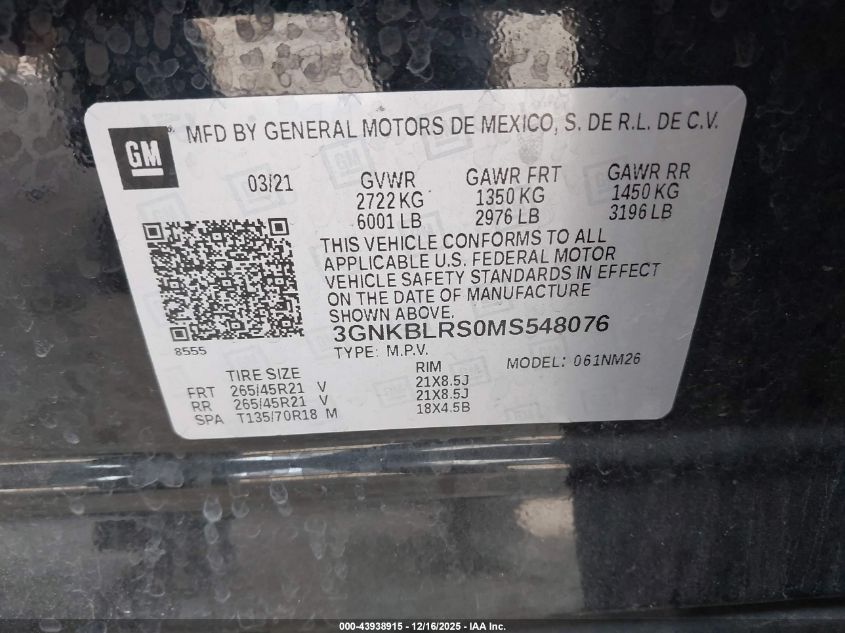 GM ® MFD BY GENERAL MOTORS DE MEXICO, S. DE R.L. DE C.V.
03/21 GVWR GAWR FRT GAWR RR
2722 KG 1350 KG 1450 KG
6001 LB 2976 LB 3196 LB
THIS VEHICLE CONFORMS TO ALL
APPLICABLE U.S. FEDERAL MOTOR
VEHICLE SAFETY STANDARDS IN EFFECT
ON THE DATE OF MANUFACTURE
SHOWN ABOVE.
3GNKBLRS0MS548076
8555 TYPE: M.P.V. MODEL: 061NM26
TIRE SIZE RIM
FRT 265/45R21 V 21X8.5J
RR 265/45R21 V 21X8.5J
SPA T135/70R18 M 18X4.5B
000-43938915 - 12/16/2025 - IAA Inc.